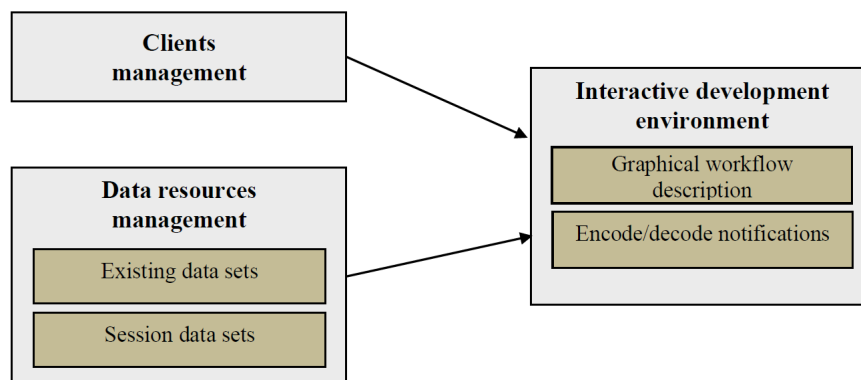 Clients
management
Data resources
management
Existing data sets
Session data sets
Interactive development
environment
Graphical workflow
description
Encode/decode notifications